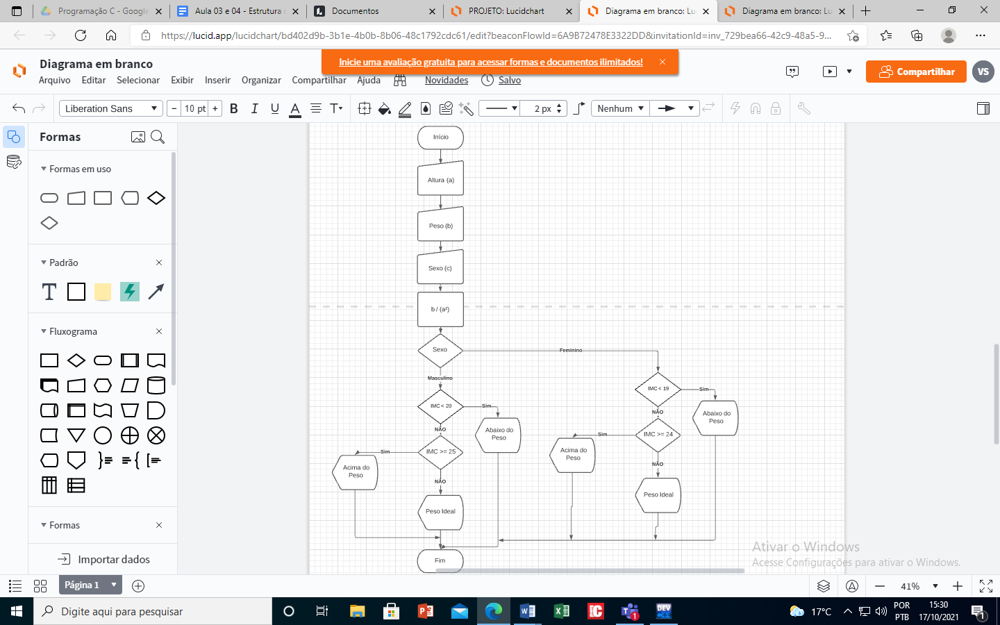 Programação C - Google
Aula 03 e 04 - Estrutura
Documentos
PROJETO: Lucidchart
Diagrama em branco: Lu
Diagrama em branco: Lu
https://lucid.app/lucidchart/bd402d9b-3b1e-4b0b-8b06-48c1792cdc61/edit?beaconFlowId=6A9B72478E3322DD&invitationId=inv_729bea66-42c9-48a5-9...
Inicie uma avaliação gratuita para acessar formas e documentos ilimitados!
Diagrama em branco
Arquivo Editar Selecionar Exibir Inserir Organizar Compartilhar Ajuda Novidades Salvo
Compartilhar
VS
Liberation Sans
10 pt
B I U A T
2 px
Nenhum
Formas
Formas em uso
Padrão
T
Fluxograma
Formas
Importar dados
Início
Altura (a)
Peso (b)
Sexo (c)
b / (a²)
Sexo
Feminino
Masculino
IMC < 19
Sim
IMC < 20
Sim
NÃO
Abaixo do
Peso
Abaixo do
Peso
NÃO
IMC >= 24
Sim
IMC >= 25
Sim
Acima do
Peso
NÃO
Acima do
Peso
NÃO
Peso Ideal
Peso Ideal
Fim
Ativar o Windows
Acesse Configurações para ativar o Windows.
Página 1
41%
Digite aqui para pesquisar
1
DEV
17°C
POR
PTB
15:30
17/10/2021
1